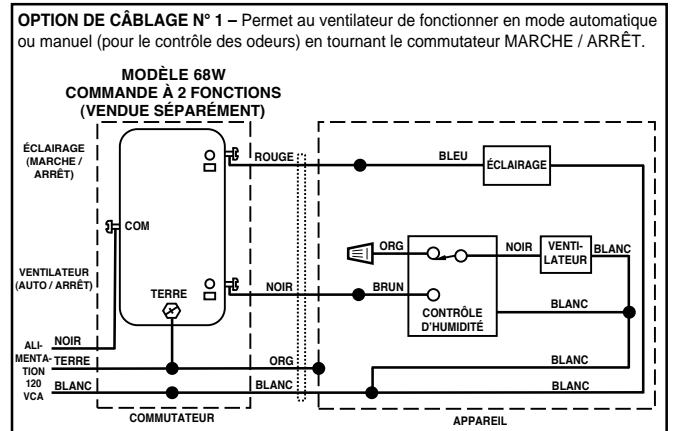 OPTION DE CÂBLAGE N° 1 – Permet au ventilateur de fonctionner en mode automatique
ou manuel (pour le contrôle des odeurs) en tournant le commutateur MARCHE / ARRÊT.
MODÈLE 68W
COMMANDE À 2 FONCTIONS
(VENDUE SÉPARÉMENT)
ÉCLAIRAGE
(MARCHE /
ARRÊT)
ROUGE
BLEU
ÉCLAIRAGE
COM
ORG
NOIR
VENTI-
LATEUR
BLANC
VENTILATEUR
(AUTO / ARRÊT)
TERRE
NOIR
BRUN
CONTRÔLE
D'HUMIDITÉ
BLANC
ALI-
MENTA-
TION
120
VCA
NOIR
TERRE
ORG
BLANC
BLANC
BLANC
BLANC
COMMUTATEUR
APPAREIL